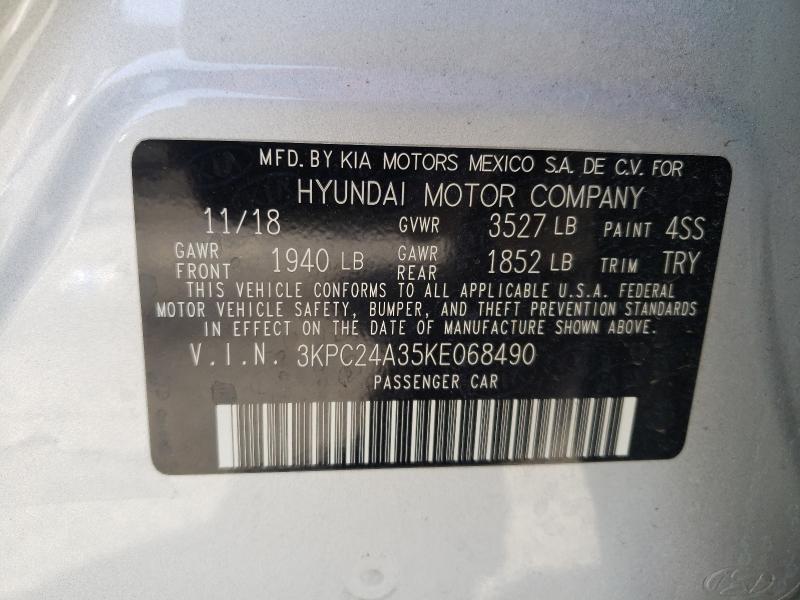 MFD. BY KIA MOTORS MEXICO S.A. DE C.V. FOR
HYUNDAI MOTOR COMPANY
11/18 GVWR 3527 LB PAINT 4SS
GAWR FRONT 1940 LB GAWR REAR 1852 LB TRIM TRY
THIS VEHICLE CONFORMS TO ALL APPLICABLE U.S.A. FEDERAL
MOTOR VEHICLE SAFETY, BUMPER, AND THEFT PREVENTION STANDARDS
IN EFFECT ON THE DATE OF MANUFACTURE SHOWN ABOVE.
V.I.N. 3KPC24A35KE068490
PASSENGER CAR